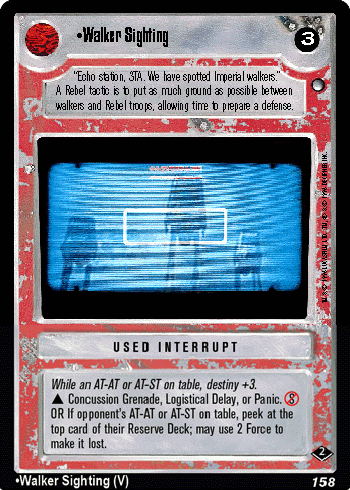 •Walker Sighting
3
"Echo station, 3TA. We have spotted Imperial walkers."
A Rebel tactic is to put as much ground as possible between
walkers and Rebel troops, allowing time to prepare a defense.
USED INTERRUPT
While an AT-AT or AT-ST on table, destiny +3.
▲ Concussion Grenade, Logistical Delay, or Panic.
OR If opponent's AT-AT or AT-ST on table, peek at the
top card of their Reserve Deck; may use 2 Force to
make it lost.
2
•Walker Sighting (V)
158